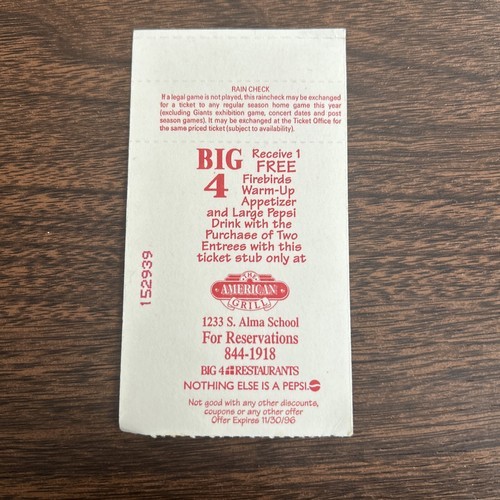 RAIN CHECK
If a legal game is not played, this raincheck may be exchanged
for a ticket to any regular season home game this year
(excluding Giants exhibition game, concert dates and post
season games). It may be exchanged at the Ticket Office for
the same priced ticket (subject to availability).
BIG
4
Receive 1
FREE
Firebirds
Warm-Up
Appetizer
and Large Pepsi
Drink with the
Purchase of Two
Entrees with this
ticket stub only at
152939
THE
AMERICAN
GRILL
1233 S. Alma School
For Reservations
844-1918
BIG 4 RESTAURANTS
NOTHING ELSE IS A PEPSI.
Not good with any other discounts,
coupons or any other offer
Offer Expires 11/30/96